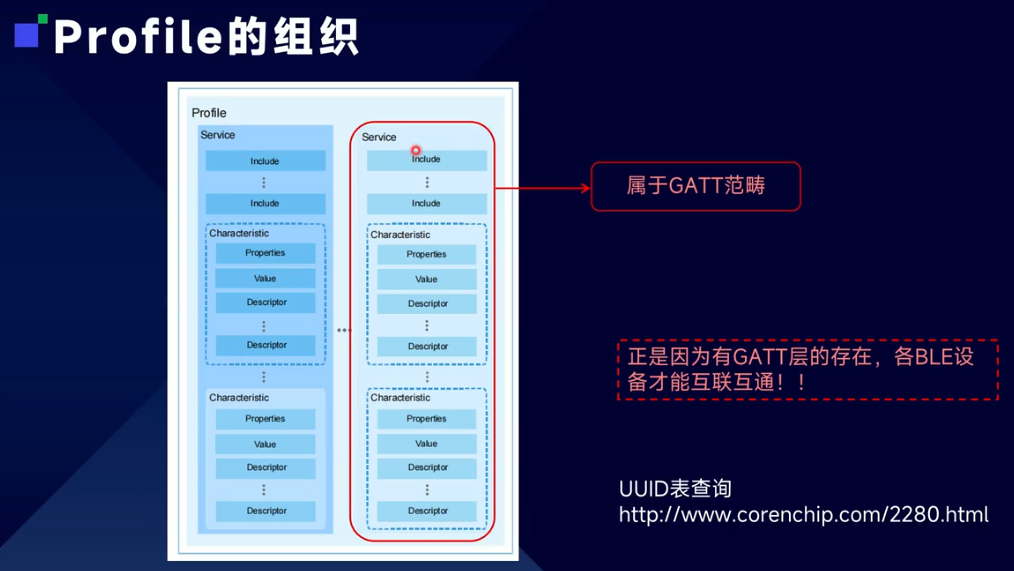 Profile的组织
Profile
Service
Include
Include
Characteristic
Properties
Value
Descriptor
Descriptor
Characteristic
Properties
Value
Descriptor
Descriptor
Service
Include
Include
Characteristic
Properties
Value
Descriptor
Descriptor
Characteristic
Properties
Value
Descriptor
Descriptor
属于GATT范畴
正是因为有GATT层的存在，各BLE设
备才能互联互通！！
UUID表查询
http://www.corenchip.com/2280.html